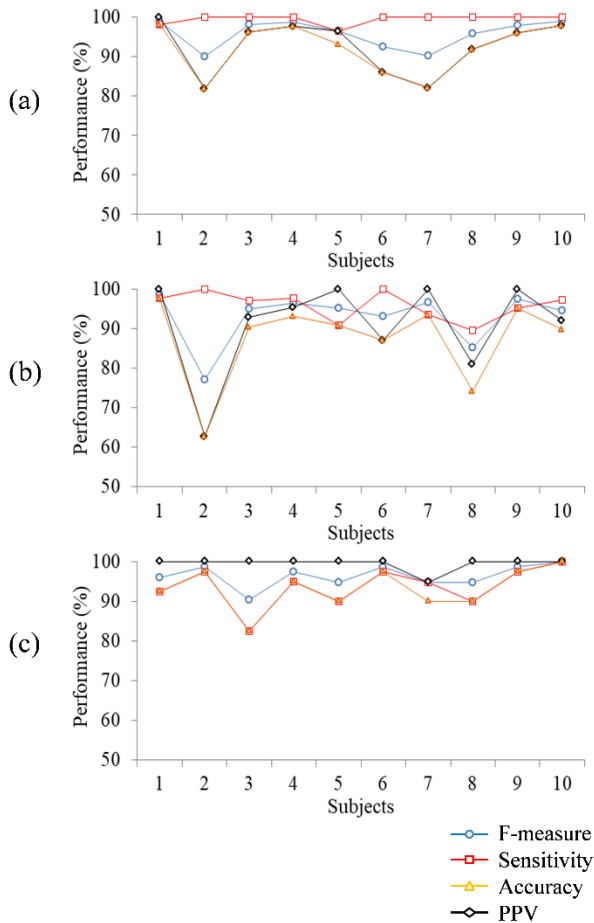 (a)
Performance (%)
100
90
80
70
60
50
1 2 3 4 5 6 7 8 9 10
Subjects
(b)
Performance (%)
100
90
80
70
60
50
1 2 3 4 5 6 7 8 9 10
Subjects
(c)
Performance (%)
100
90
80
70
60
50
1 2 3 4 5 6 7 8 9 10
Subjects
F-measure
Sensitivity
Accuracy
PPV